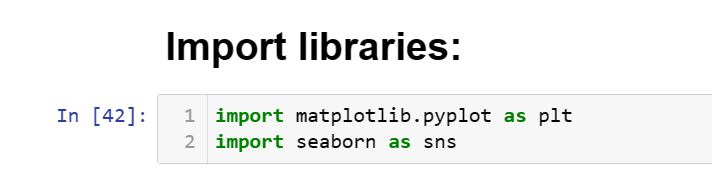 Import libraries:
In [42]:
1 import matplotlib.pyplot as plt
2 import seaborn as sns